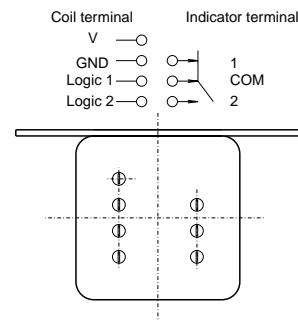 Coil terminal Indicator terminal
V
GND 1
Logic 1 COM
Logic 2 2